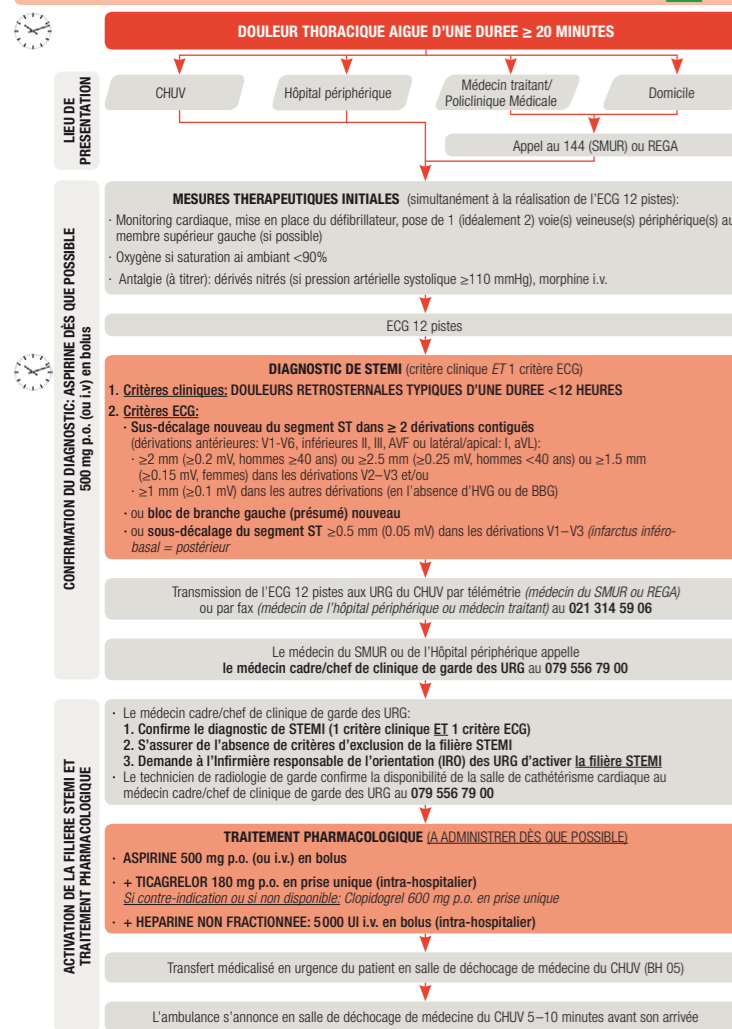 DOULEUR THORACIQUE AIGUE D'UNE DUREE ≥ 20 MINUTES
LIEU DE
PRESENTATION
CHUV
Hôpital périphérique
Médecin traitant/
Policlinique Médicale
Domicile
Appel au 144 (SMUR) ou REGA
CONFIRMATION DU DIAGNOSTIC: ASPRINE DÈS QUE POSSIBLE
500 mg p.o. (ou i.v) en bolus
MESURES THERAPEUTIQUES INITIALES (simultanément à la réalisation de l'ECG 12 pistes):
· Monitoring cardiaque, mise en place du défibrillateur, pose de 1 (idéalement 2) voie(s) veineuse(s) périphérique(s) au
membre supérieur gauche (si possible)
· Oxygène si saturation ai ambiant <90%
· Antalgie (à titrer): dérivés nitrés (si pression artérielle systolique ≥110 mmHg), morphine i.v.
ECG 12 pistes
DIAGNOSTIC DE STEMI (critère clinique ET 1 critère ECG)
1. Critères cliniques: DOULEURS RETROSTERNALES TYPIQUES D'UNE DUREE <12 HEURES
2. Critères ECG:
· Sus-décalage nouveau du segment ST dans ≥ 2 dérivations contiguës
(dérivations antérieures: V1-V6, inférieures II, III, AVF ou latéral/apical: I, aVL):
· ≥2 mm (≥0.2 mV, hommes ≥40 ans) ou ≥2.5 mm (≥0.25 mV, hommes <40 ans) ou ≥1.5 mm
(≥0.15 mV, femmes) dans les dérivations V2–V3 et/ou
· ≥1 mm (≥0.1 mV) dans les autres dérivations (en l'absence d'HVG ou de BBG)
· ou bloc de branche gauche (présumé) nouveau
· ou sous-décalage du segment ST ≥0.5 mm (0.05 mV) dans les dérivations V1–V3 (infarctus inféro-
basal = postérieur
Transmission de l'ECG 12 pistes aux URG du CHUV par télémétrie (médecin du SMUR ou REGA)
ou par fax (médecin de l'hôpital périphérique ou médecin traitant) au 021 314 59 06
Le médecin du SMUR ou de l'Hôpital périphérique appelle
le médecin cadre/chef de clinique de garde des URG au 079 556 79 00
ACTIVATION DE LA FILIERE STEMI ET
TRAITEMENT PHARMACOLOGIQUE
· Le médecin cadre/chef de clinique de garde des URG:
1. Confirme le diagnostic de STEMI (1 critère clinique ET 1 critère ECG)
2. S'assurer de l'absence de critères d'exclusion de la filière STEMI
3. Demande à l'Infirmière responsable de l'orientation (IRO) des URG d'activer la filière STEMI
· Le technicien de radiologie de garde confirme la disponibilité de la salle de cathétérisme cardiaque au
médecin cadre/chef de clinique de garde des URG au 079 556 79 00
TRAITEMENT PHARMACOLOGIQUE (A ADMINISTRER DÈS QUE POSSIBLE)
· ASPIRINE 500 mg p.o. (ou i.v.) en bolus
· + TICAGRELOR 180 mg p.o. en prise unique (intra-hospitalier)
Si contre-indication ou si non disponible: Clopidogrel 600 mg p.o. en prise unique
· + HEPARINE NON FRACTIONNEE: 5000 UI i.v. en bolus (intra-hospitalier)
Transfert médicalisé en urgence du patient en salle de déchocage de médecine du CHUV (BH 05)
L'ambulance s'annonce en salle de déchocage de médecine du CHUV 5–10 minutes avant son arrivée